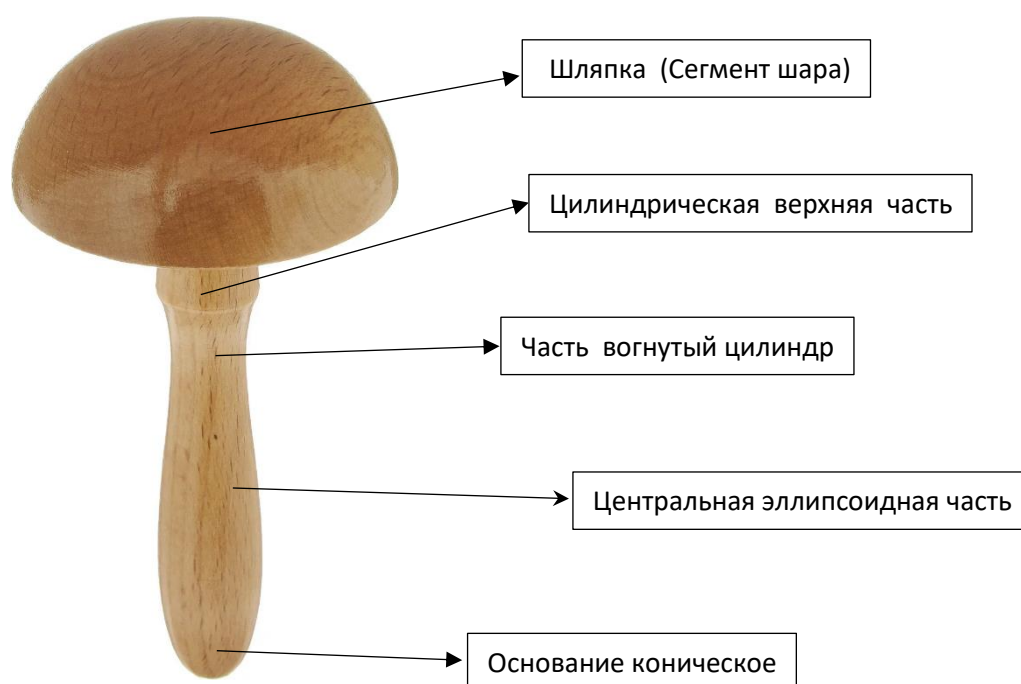 Шляпка (Сегмент шара)
Цилиндрическая верхняя часть
Часть вогнутый цилиндр
Центральная эллипсоидная часть
Основание коническое